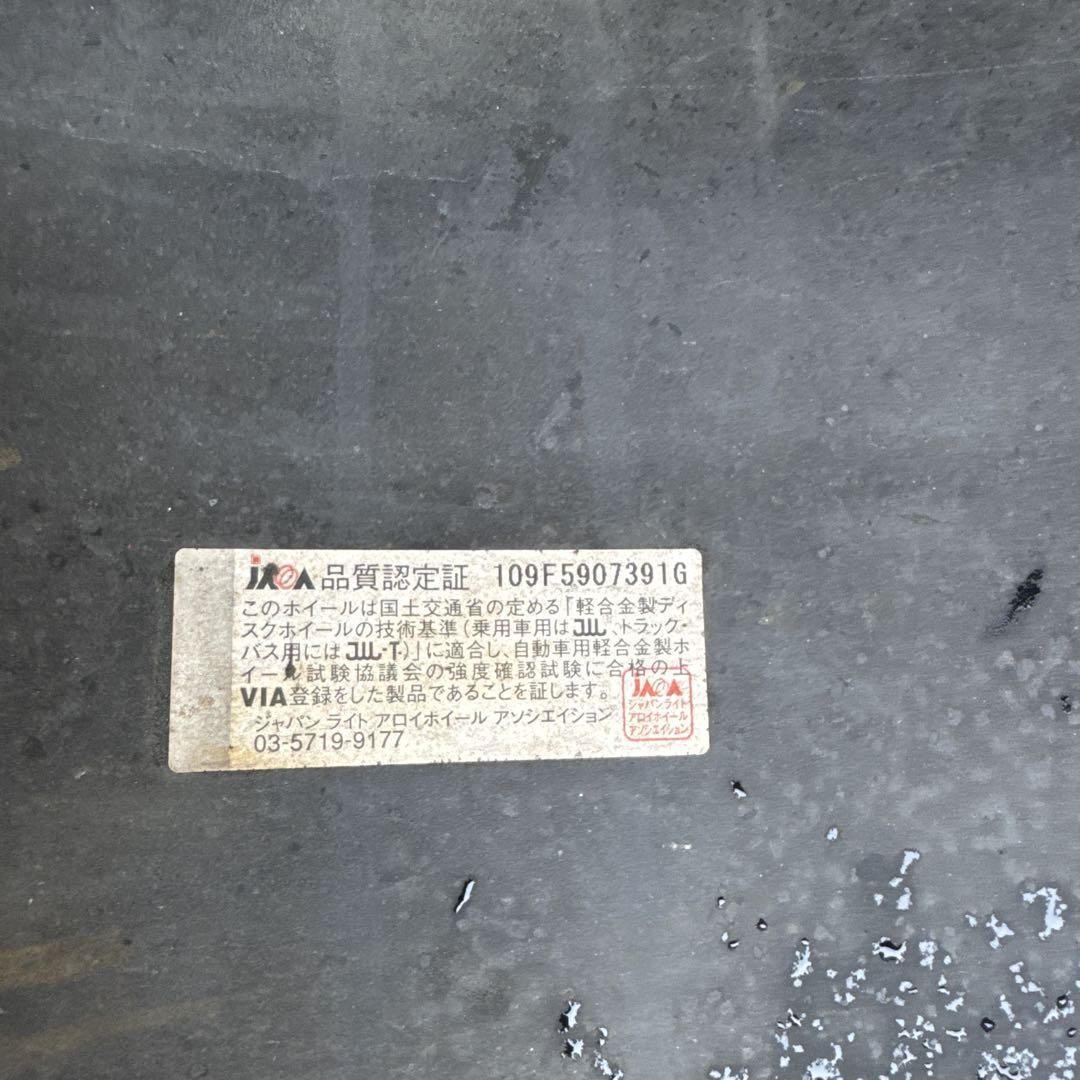 JAWA 品質認定証 109F5907391G
このホイールは国土交通省の定める「軽合金製ディ
スクホイールの技術基準(乗用車用はJWL、トラック・
バス用にはJWL-T)」に適合し、自動車用軽合金製ホ
イール試験協議会の強度確認試験に合格の上
VIA登録をした製品であることを証します。
ジャパン ライト アロイホイール アソシエイション
03-5719-9177
JAWA
ジャパンライト
アロイホイール
アソシエイション